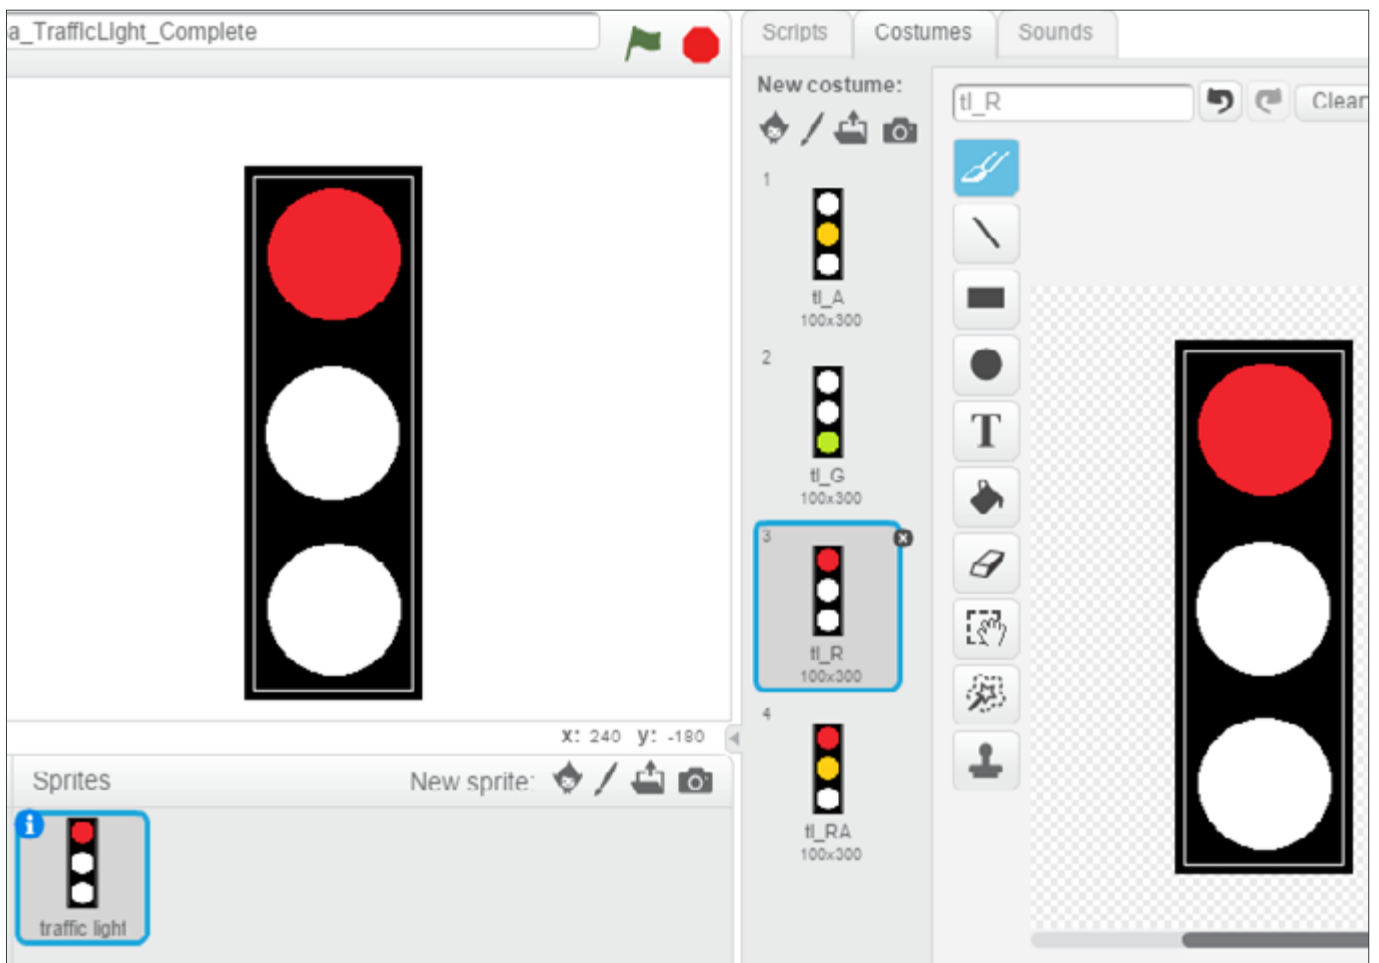 a_TrafficLight_Complete
Scripts
Costumes
Sounds
New costume:
tl_R
Clear
1
tl_A
100x300
2
tl_G
100x300
3
tl_R
100x300
4
tl_RA
100x300
T
x: 240 y: -180
Sprites
New sprite:
i
traffic light